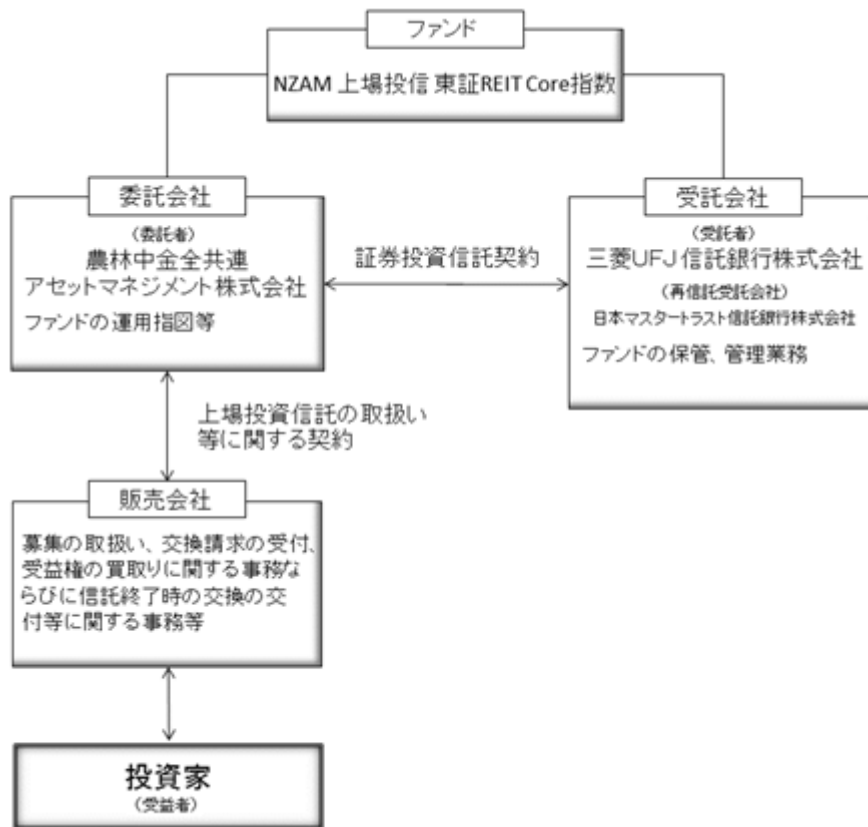 ファンド
NZAM 上場投信 東証REIT Core指数
委託会社
(委託者)
農林中金全共連
アセットマネジメント株式会社
ファンドの運用指図等
証券投資信託契約
受託会社
(受託者)
三菱UFJ信託銀行株式会社
(再信託受託会社)
日本マスタートラスト信託銀行株式会社
ファンドの保管、管理業務
上場投資信託の取扱い
等に関する契約
販売会社
募集の取扱い、交換請求の受付、
受益権の買取りに関する事務な
らびに信託終了時の交換の交
付等に関する事務等
投資家
(受益者)